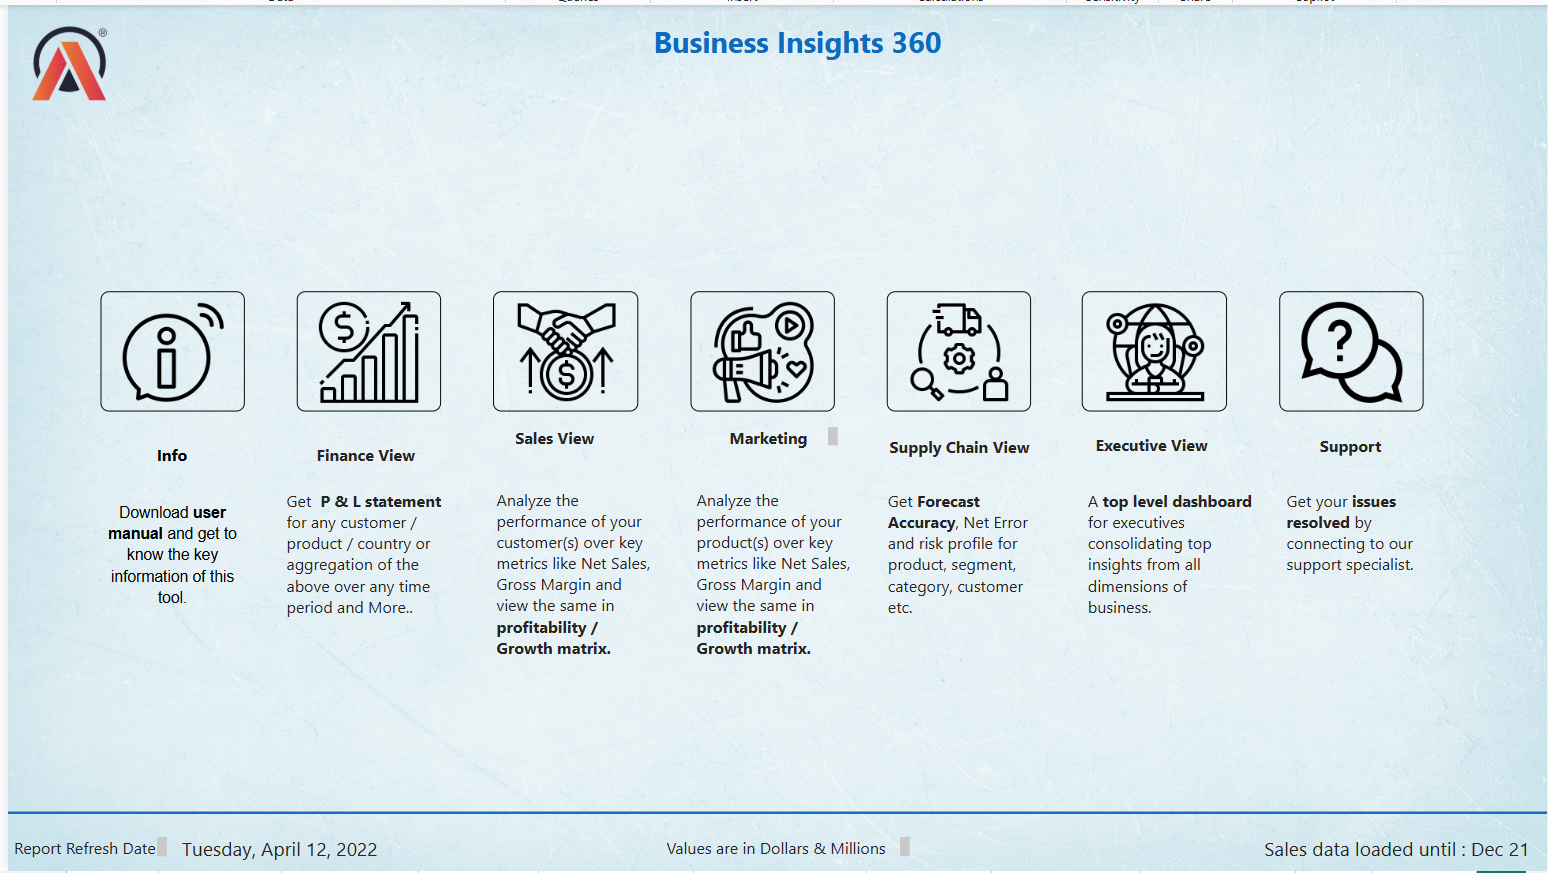 Data Queries Insert Calculations Sensitivity Share Copilot
®
Business Insights 360
Info
Download user
manual and get to
know the key
information of this
tool.
Finance View
Get P & L statement
for any customer /
product / country or
aggregation of the
above over any time
period and More..
Sales View
Analyze the
performance of your
customer(s) over key
metrics like Net Sales,
Gross Margin and
view the same in
profitability /
Growth matrix.
Marketing
Analyze the
performance of your
product(s) over key
metrics like Net Sales,
Gross Margin and
view the same in
profitability /
Growth matrix.
Supply Chain View
Get Forecast
Accuracy, Net Error
and risk profile for
product, segment,
category, customer
etc.
Executive View
A top level dashboard
for executives
consolidating top
insights from all
dimensions of
business.
Support
Get your issues
resolved by
connecting to our
support specialist.
Report Refresh Date Tuesday, April 12, 2022
Values are in Dollars & Millions
Sales data loaded until : Dec 21